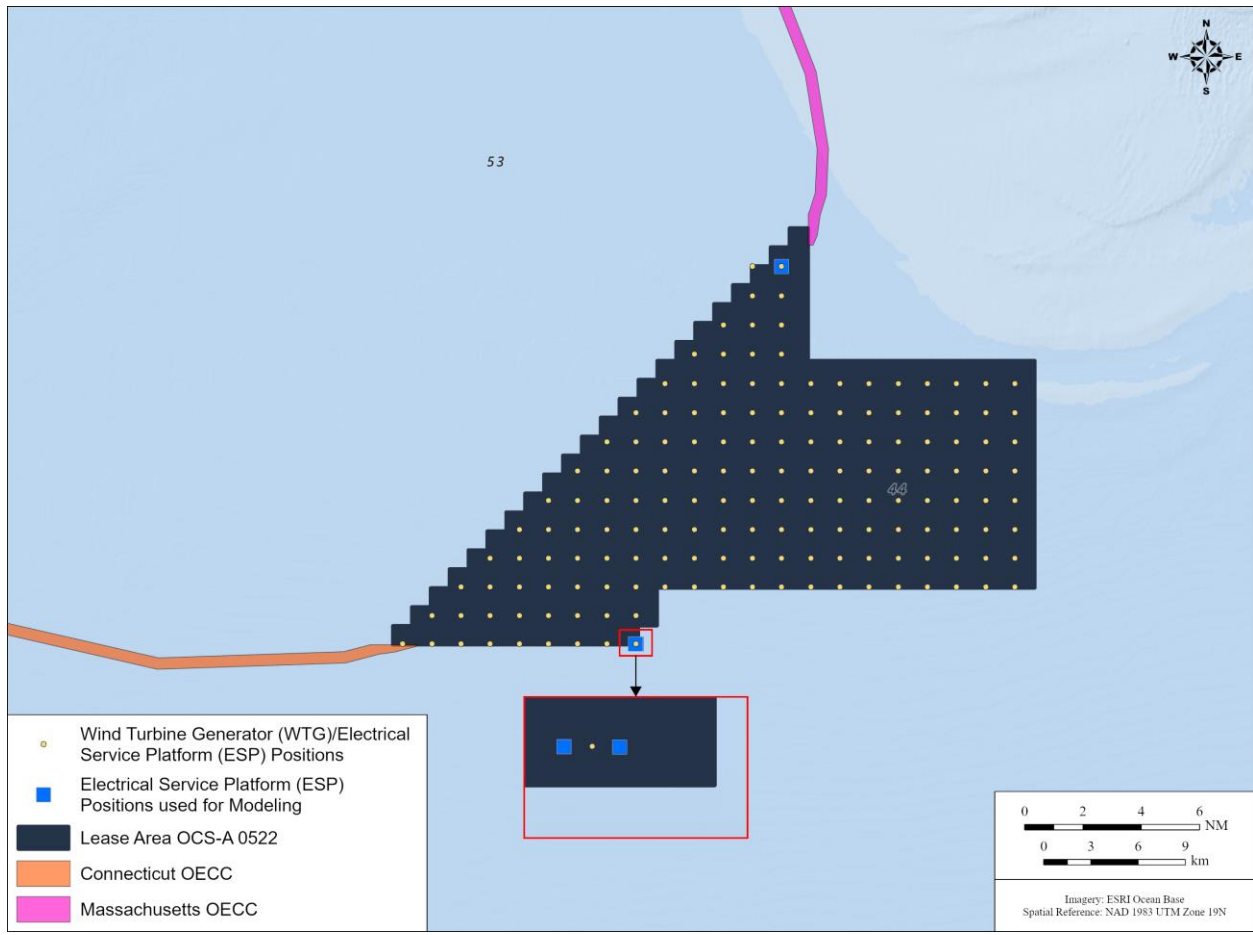 N
W E
S
53
44
Wind Turbine Generator (WTG)/Electrical
Service Platform (ESP) Positions
Electrical Service Platform (ESP)
Positions used for Modeling
Lease Area OCS-A 0522
Connecticut OECC
Massachusetts OECC
0 2 4 6
NM
0 3 6 9
km
Imagery: ESRI Ocean Base
Spatial Reference: NAD 1983 UTM Zone 19N